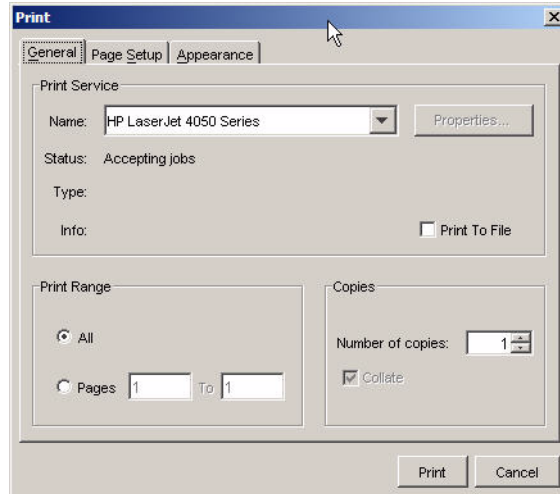 Print
General Page Setup Appearance
Print Service
Name: HP LaserJet 4050 Series Properties...
Status: Accepting jobs
Type:
Info: Print To File
Print Range Copies
All Number of copies: 1
Pages 1 To 1 Collate
Print Cancel